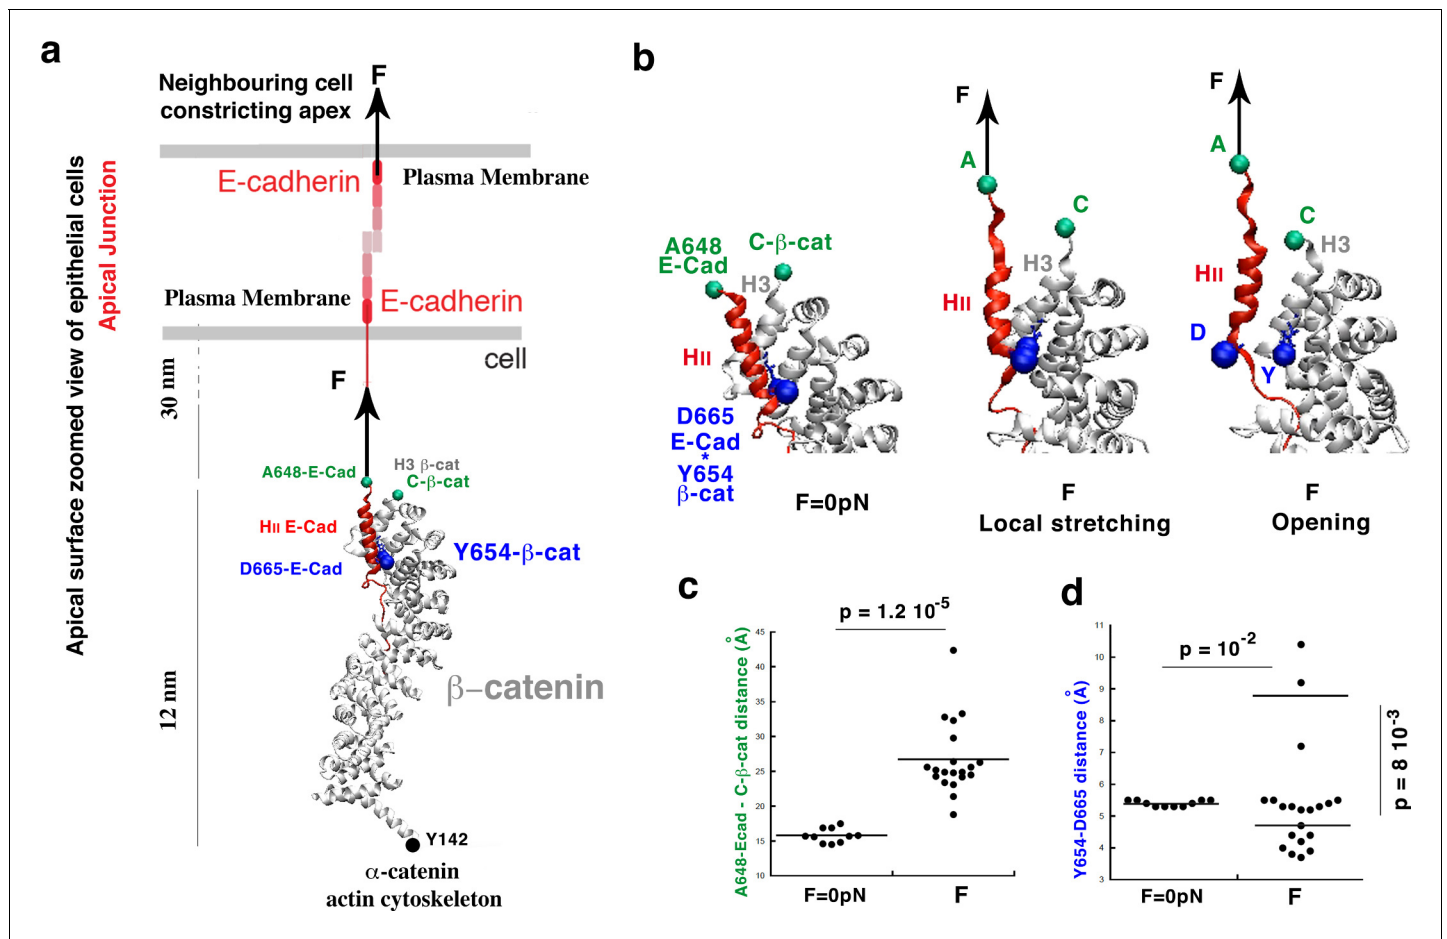 a
Apical surface zoomed view of epithelial cells
Apical Junction
Neighbouring cell
constricting apex
F
E-cadherin
Plasma Membrane
Plasma Membrane
E-cadherin
cell
30 nm
F
A648-E-Cad
H3 β-cat
C-β-cat
HII E-Cad
Y654-β-cat
D665-E-Cad
β-catenin
12 nm
Y142
α-catenin
actin cytoskeleton
b
A648
E-Cad
C-β-cat
H3
HII
D665
E-Cad
*
Y654
β-cat
F=0pN
F
A
C
H3
HII
F
Local stretching
F
A
C
H3
HII
D
Y
F
Opening
c
p = 1.2 10-5
A648-Ecad - C-β-cat distance (Å)
45
40
35
30
25
20
15
10
F=0pN
F
d
p = 10-2
Y654-D665 distance (Å)
11
10
9
8
7
6
5
4
3
F=0pN
F
p = 8 10-3